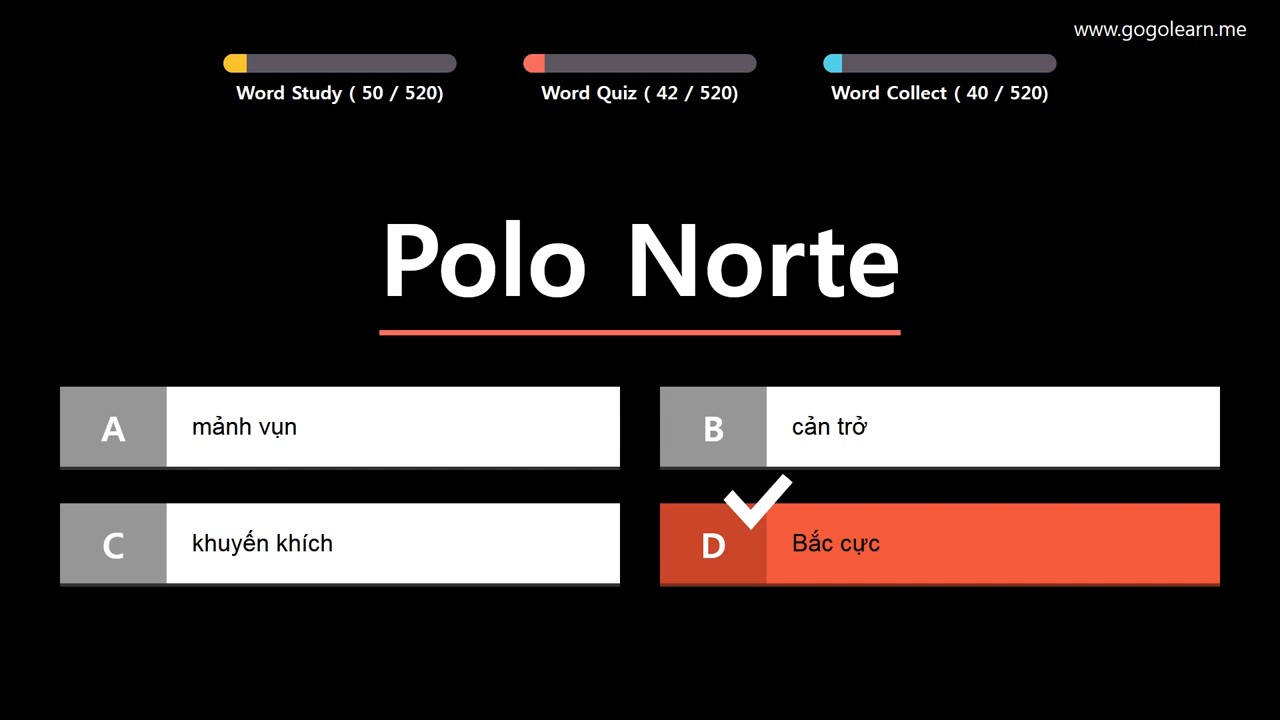 www.gogolearn.me
Word Study ( 50 / 520)
Word Quiz ( 42 / 520)
Word Collect ( 40 / 520)
Polo Norte
A
mảnh vụn
B
cản trở
C
khuyến khích
D
Bắc cực